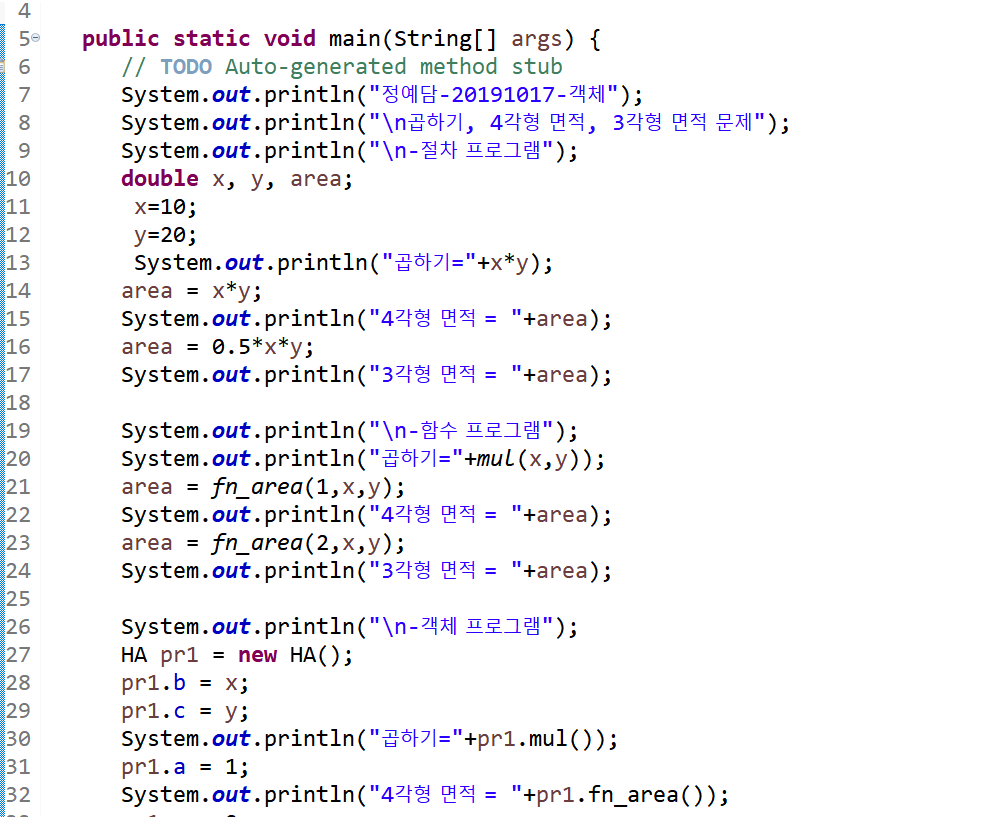 4
5 public static void main(String[] args) {
6 // TODO Auto-generated method stub
7 System.out.println("정예담-20191017-객체");
8 System.out.println("\n곱하기, 4각형 면적, 3각형 면적 문제");
9 System.out.println("\n-절차 프로그램");
10 double x, y, area;
11 x=10;
12 y=20;
13 System.out.println("곱하기="+x*y);
14 area = x*y;
15 System.out.println("4각형 면적 = "+area);
16 area = 0.5*x*y;
17 System.out.println("3각형 면적 = "+area);
18
19 System.out.println("\n-함수 프로그램");
20 System.out.println("곱하기="+mul(x,y));
21 area = fn_area(1,x,y);
22 System.out.println("4각형 면적 = "+area);
23 area = fn_area(2,x,y);
24 System.out.println("3각형 면적 = "+area);
25
26 System.out.println("\n-객체 프로그램");
27 HA pr1 = new HA();
28 pr1.b = x;
29 pr1.c = y;
30 System.out.println("곱하기="+pr1.mul());
31 pr1.a = 1;
32 System.out.println("4각형 면적 = "+pr1.fn_area());